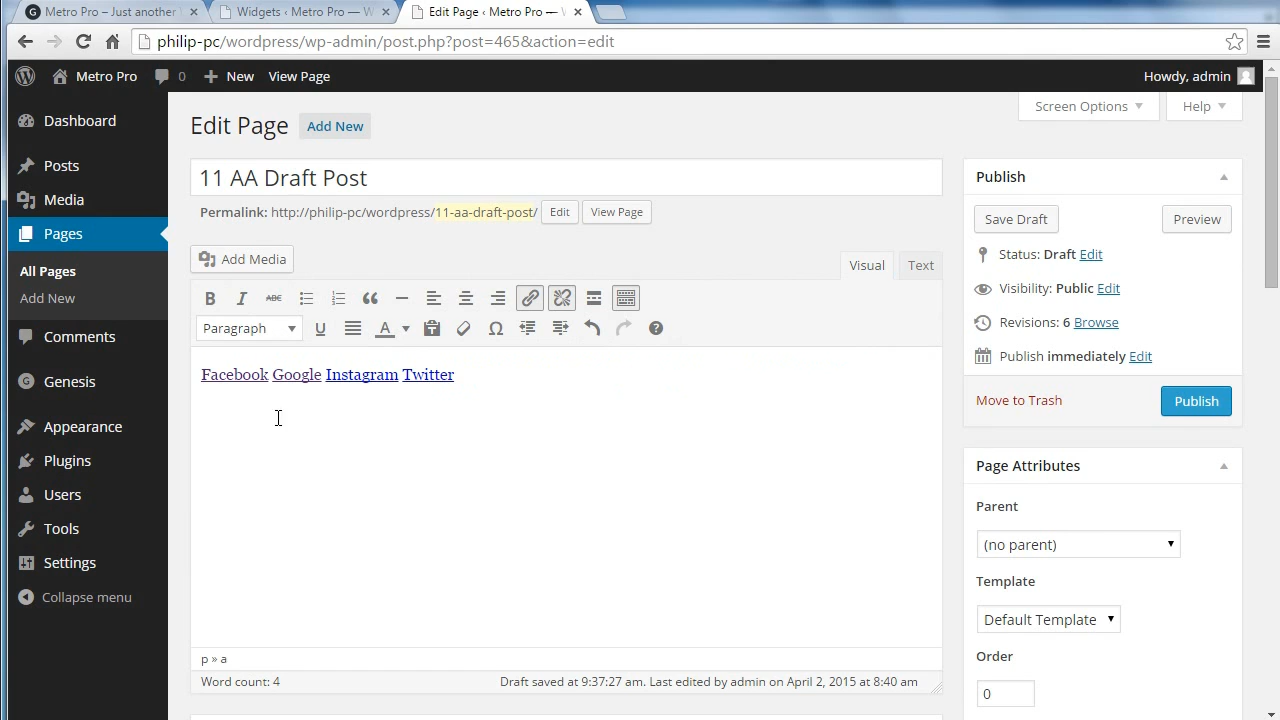 Metro Pro – Just another
Widgets ‹ Metro Pro — W
Edit Page ‹ Metro Pro —
philip-pc/wordpress/wp-admin/post.php?post=465&action=edit
Metro Pro
0
New
View Page
Howdy, admin
Screen Options
Help
Dashboard
Posts
Media
Pages
All Pages
Add New
Comments
Genesis
Appearance
Plugins
Users
Tools
Settings
Collapse menu
Edit Page
Add New
11 AA Draft Post
Permalink: http://philip-pc/wordpress/11-aa-draft-post/ Edit View Page
Add Media
Visual
Text
B I ABC
Paragraph U A Ω ?
Facebook Google Instagram Twitter
p » a
Word count: 4
Draft saved at 9:37:27 am. Last edited by admin on April 2, 2015 at 8:40 am
Publish
Save Draft
Preview
Status: Draft Edit
Visibility: Public Edit
Revisions: 6 Browse
Publish immediately Edit
Move to Trash
Publish
Page Attributes
Parent
(no parent)
Template
Default Template
Order
0